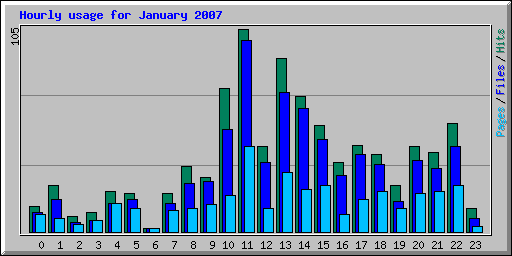 Hourly usage for January 2007
105
Pages/Files/Hits
0 1 2 3 4 5 6 7 8 9 10 11 12 13 14 15 16 17 18 19 20 21 22 23